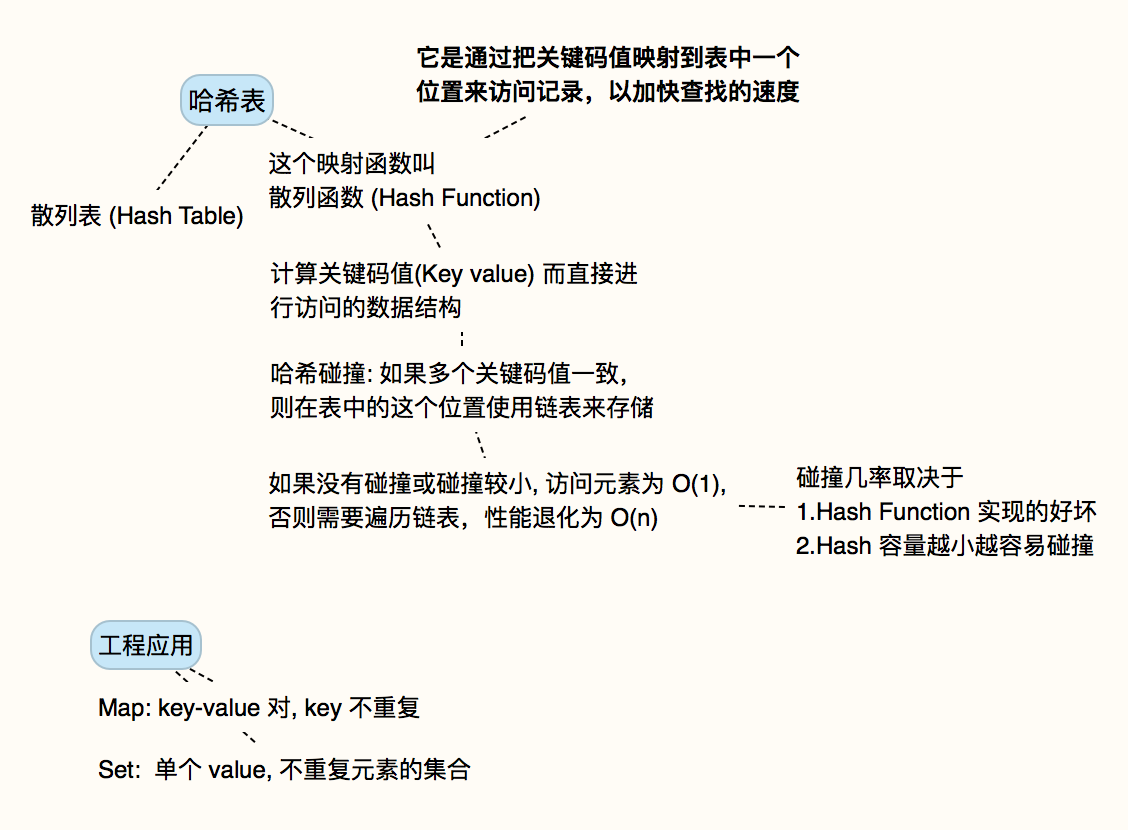 它是通过把关键码值映射到表中一个
位置来访问记录，以加快查找的速度
哈希表
这个映射函数叫
散列函数 (Hash Function)
散列表 (Hash Table)
计算关键码值(Key value) 而直接进
行访问的数据结构
哈希碰撞: 如果多个关键码值一致，
则在表中的这个位置使用链表来存储
如果没有碰撞或碰撞较小, 访问元素为 O(1),
否则需要遍历链表，性能退化为 O(n)
碰撞几率取决于
1.Hash Function 实现的好坏
2.Hash 容量越小越容易碰撞
工程应用
Map: key-value 对, key 不重复
Set: 单个 value, 不重复元素的集合